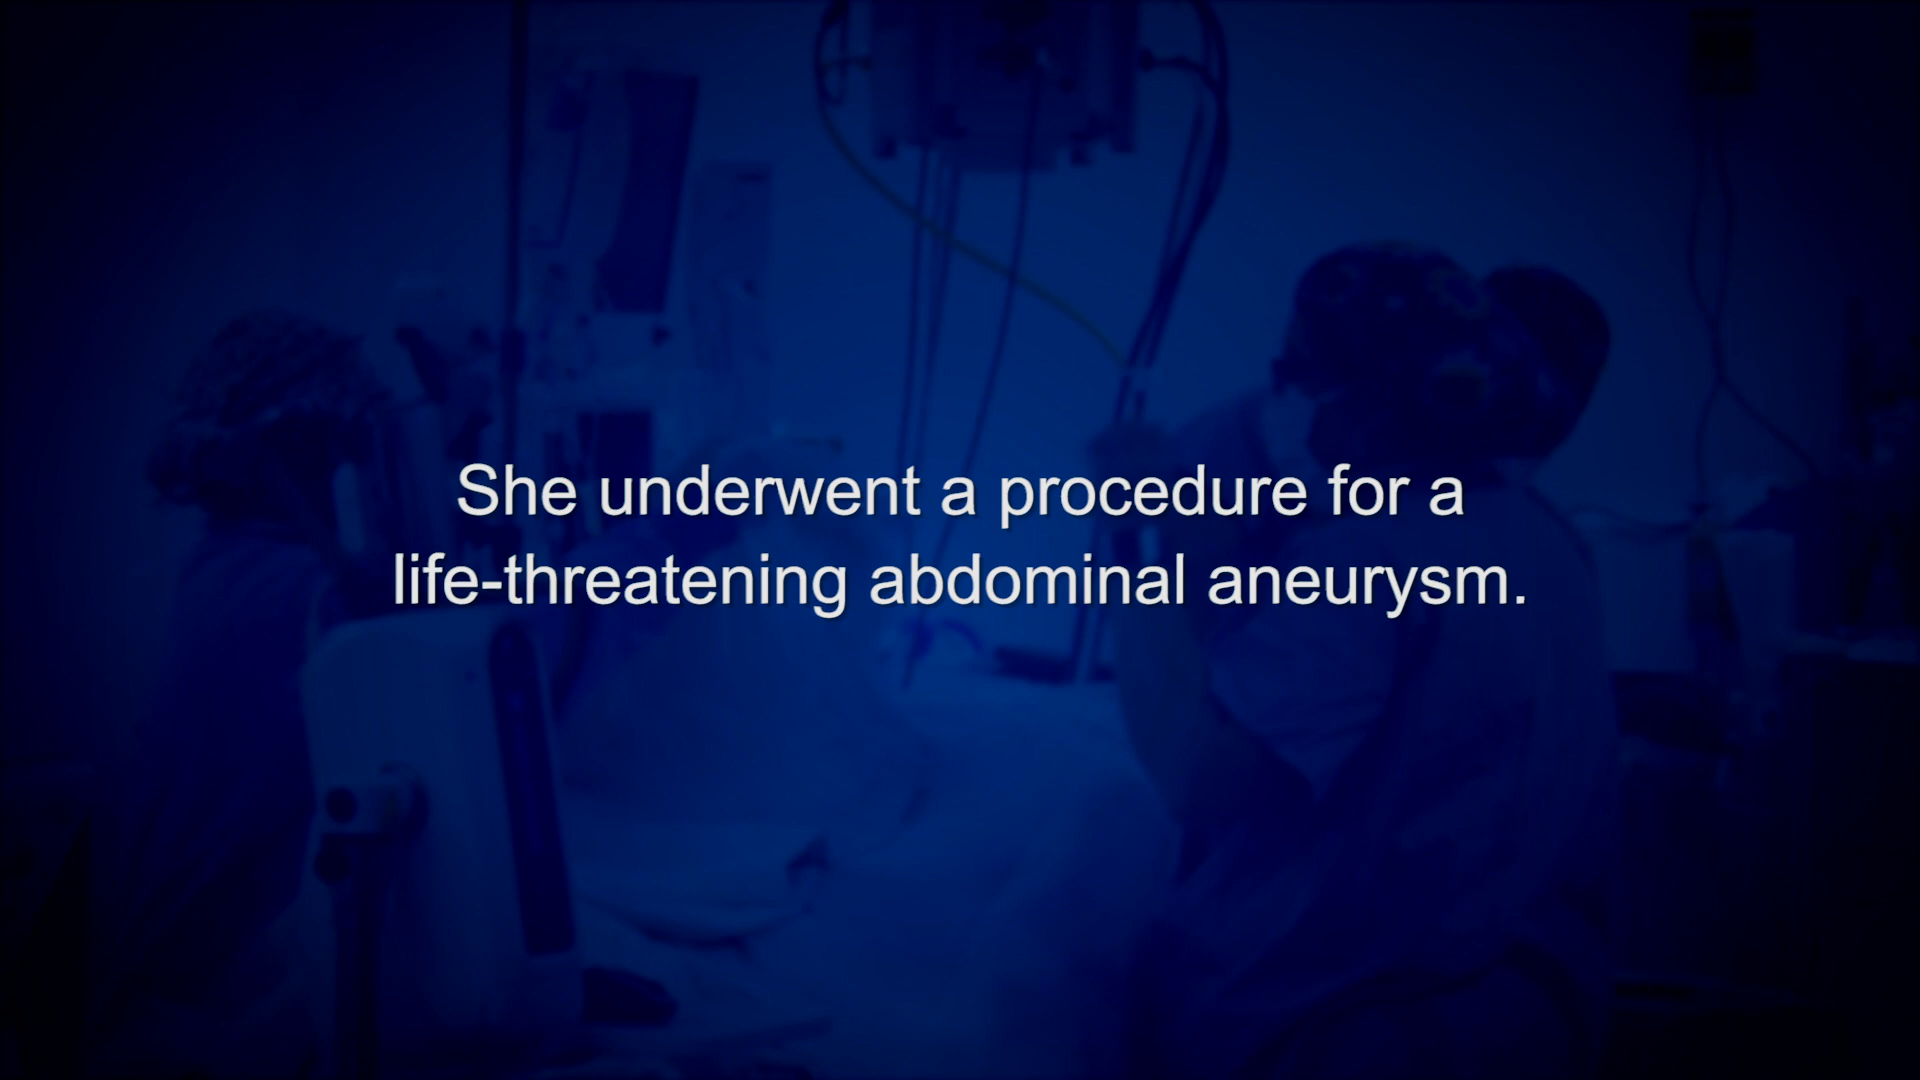 She underwent a procedure for a
life-threatening abdominal aneurysm.